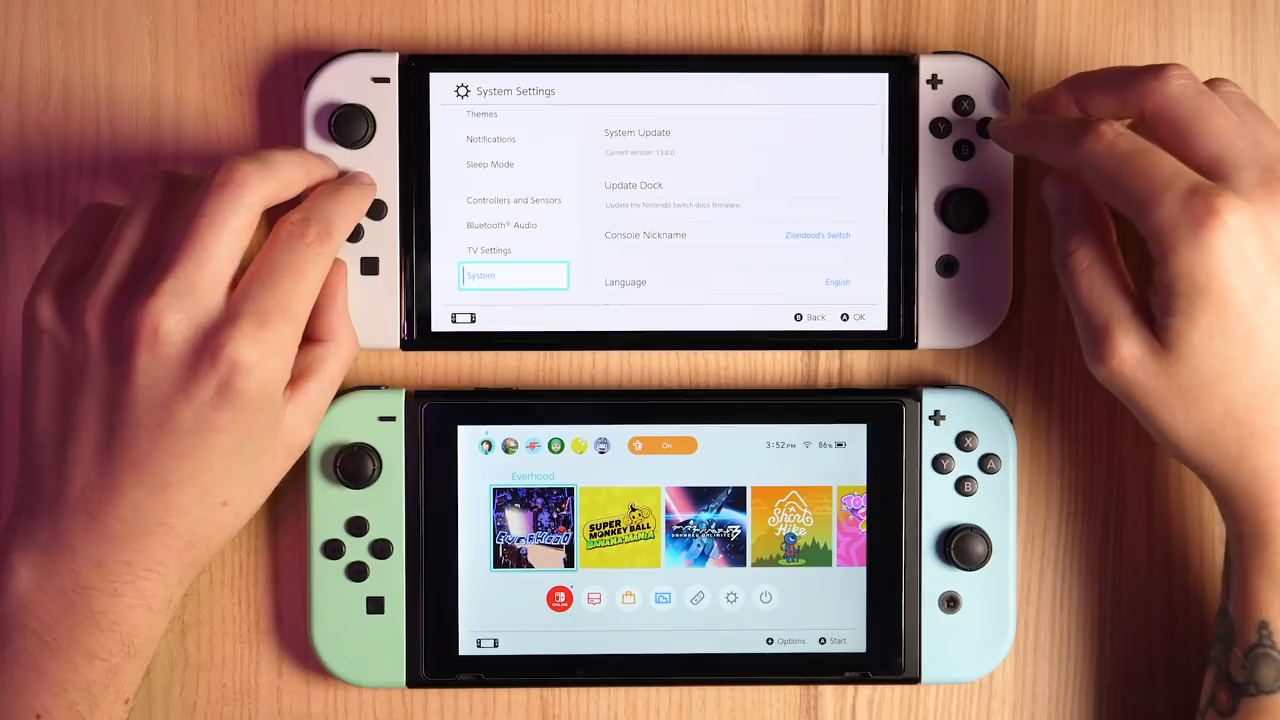 System Settings
Themes
Notifications
Sleep Mode
Controllers and Sensors
Bluetooth® Audio
TV Settings
System
System Update
Current version: 13.0.0
Update Dock
Update the Nintendo Switch dock firmware.
Console Nickname
Ziondood's Switch
Language
English
B Back
A OK
X
Y
B
On
3:52 PM
86%
Everhood
EVERHOOD
SUPER
MONKEY BALL
BANANA MANIA
A Short
Hike
ONLINE
Options
A Start
X
Y
A
B